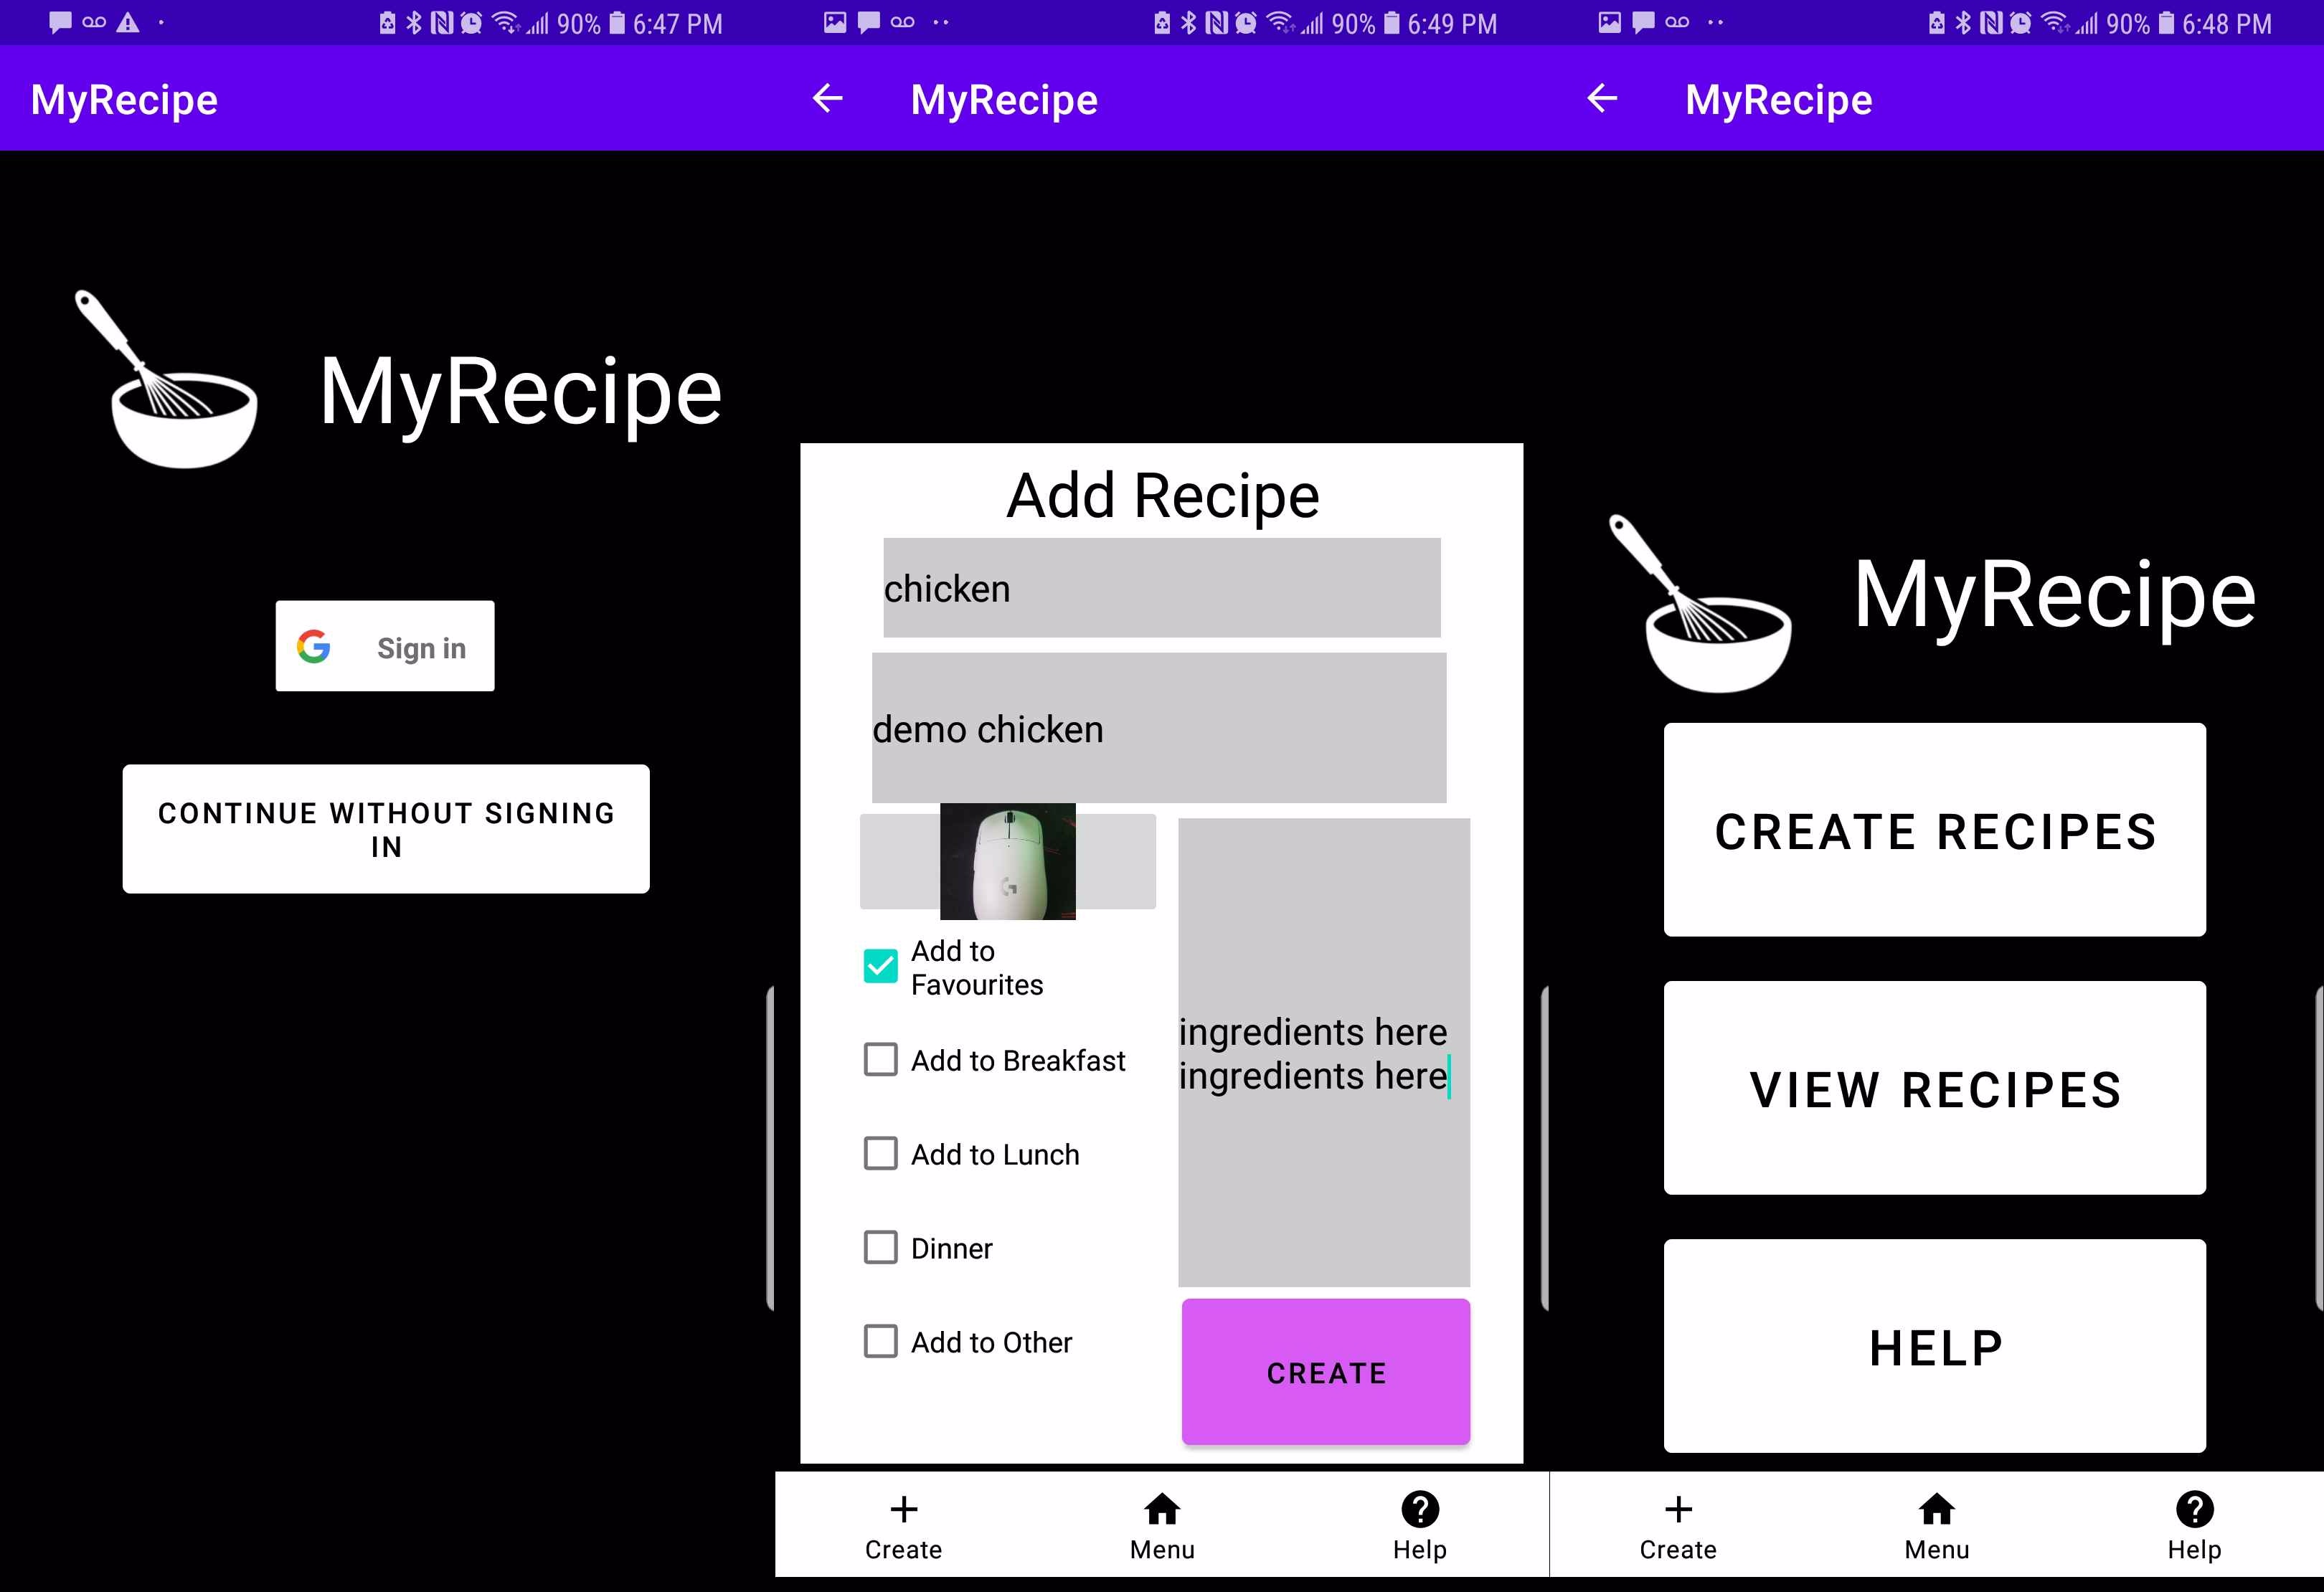 90% 6:47 PM
MyRecipe
MyRecipe
Sign in
CONTINUE WITHOUT SIGNING
IN
90% 6:49 PM
MyRecipe
Add Recipe
chicken
demo chicken
Add to
Favourites
Add to Breakfast
Add to Lunch
Dinner
Add to Other
ingredients here
ingredients here
CREATE
Create
Menu
Help
90% 6:48 PM
MyRecipe
MyRecipe
CREATE RECIPES
VIEW RECIPES
HELP
Create
Menu
Help